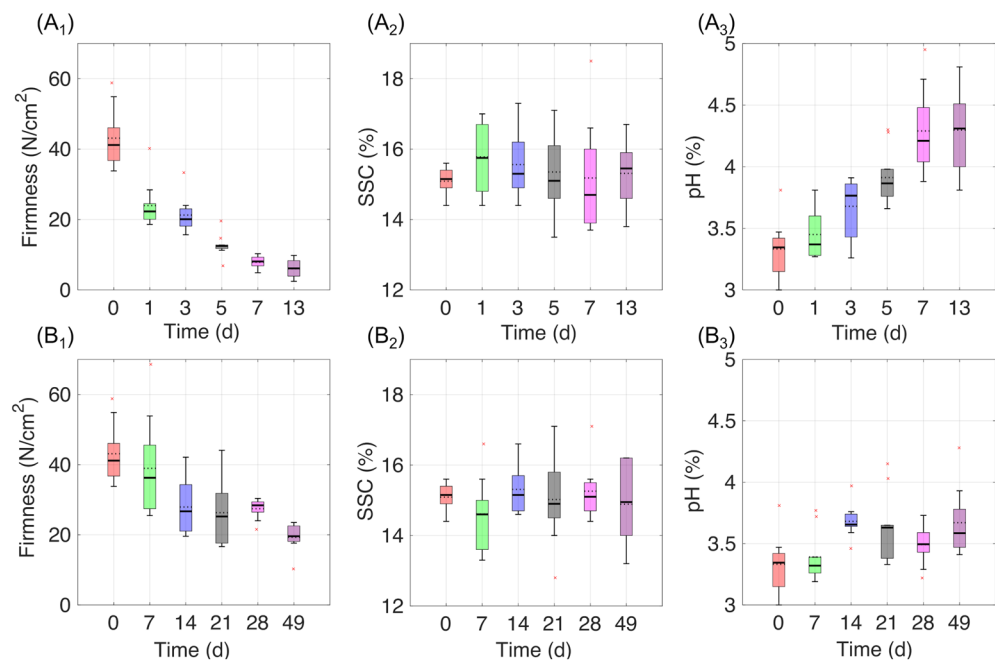 (A1) (A2) (A3)
Firmness (N/cm²)
60
40
20
0
0 1 3 5 7 13
Time (d)
SSC (%)
18
16
14
12
0 1 3 5 7 13
Time (d)
pH (%)
5
4.5
4
3.5
3
0 1 3 5 7 13
Time (d)
(B1) (B2) (B3)
Firmness (N/cm²)
60
40
20
0
0 7 14 21 28 49
Time (d)
SSC (%)
18
16
14
12
0 7 14 21 28 49
Time (d)
pH (%)
5
4.5
4
3.5
3
0 7 14 21 28 49
Time (d)